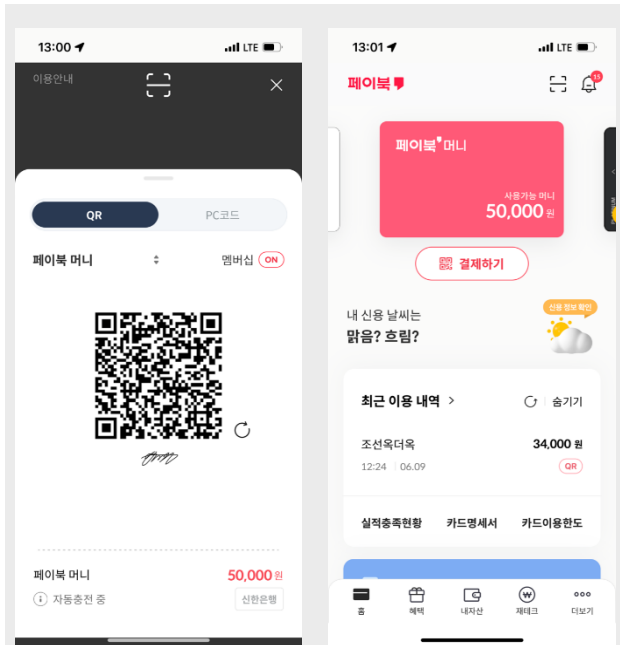 13:00
LTE
이용안내
QR
PC코드
페이북 머니
멤버십 ON
페이북 머니
50,000 원
자동충전 중
신한은행
13:01
LTE
페이북
15
페이북 머니
사용가능 머니
50,000 원
결제하기
내 신용 날씨는
맑음? 흐림?
신용 정보 확인
최근 이용 내역
숨기기
조선옥더옥
34,000 원
12:24 06.09
QR
실적충족현황
카드명세서
카드이용한도
홈
혜택
내자산
재테크
더보기